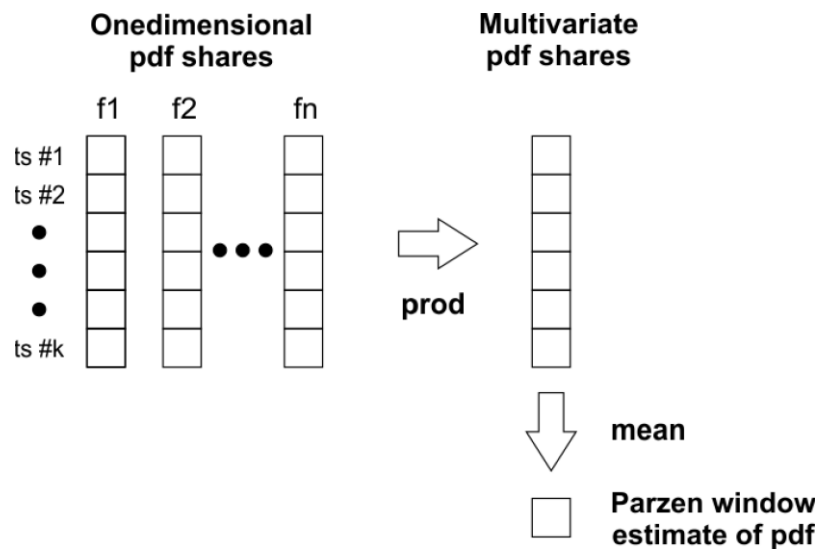 Onedimensional
pdf shares
Multivariate
pdf shares
f1 f2 fn
ts #1
ts #2
ts #k
prod
mean
Parzen window
estimate of pdf